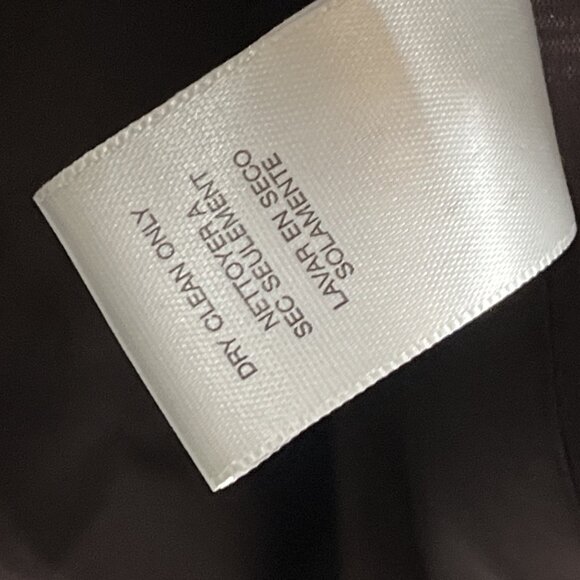 DRY CLEAN ONLY
NETTOYER A
SEC SEULEMENT
LAVAR EN SECO
SOLAMENTE